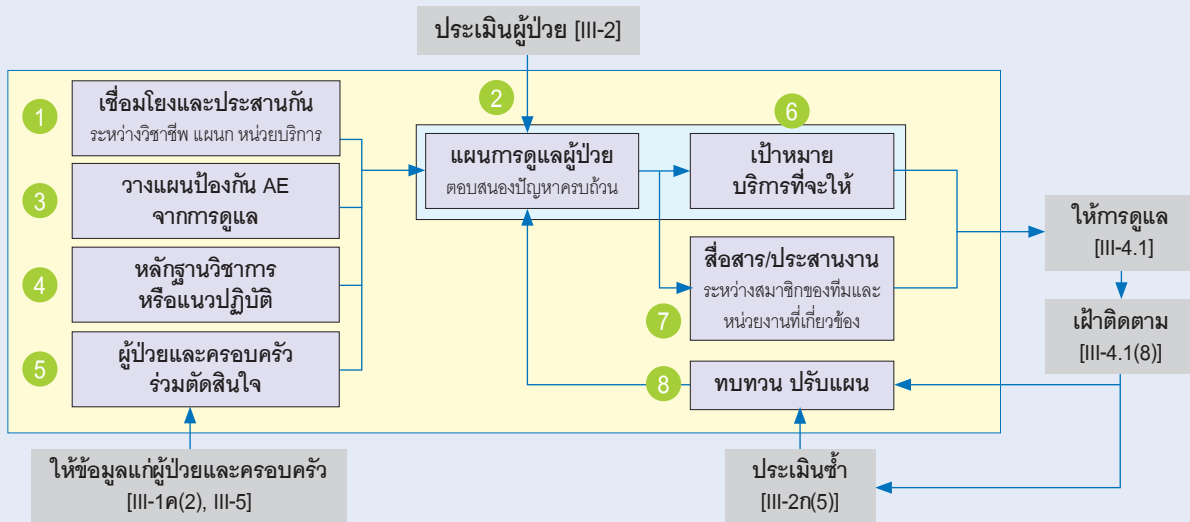 ประเมินผู้ป่วย [III-2]
1
เชื่อมโยงและประสานกัน
ระหว่างวิชาชีพ แผนก หน่วยบริการ
3
วางแผนป้องกัน AE
จากการดูแล
4
หลักฐานวิชาการ
หรือแนวปฏิบัติ
5
ผู้ป่วยและครอบครัว
ร่วมตัดสินใจ
2
แผนการดูแลผู้ป่วย
ตอบสนองปัญหาครบถ้วน
6
เป้าหมาย
บริการที่จะให้
สื่อสาร/ประสานงาน
ระหว่างสมาชิกของทีมและ
หน่วยงานที่เกี่ยวข้อง
7
8
ทบทวน ปรับแผน
ให้การดูแล
[III-4.1]
เฝ้าติดตาม
[III-4.1(8)]
ให้ข้อมูลแก่ผู้ป่วยและครอบครัว
[III-1ค(2), III-5]
ประเมินซ้ำ
[III-2ก(5)]